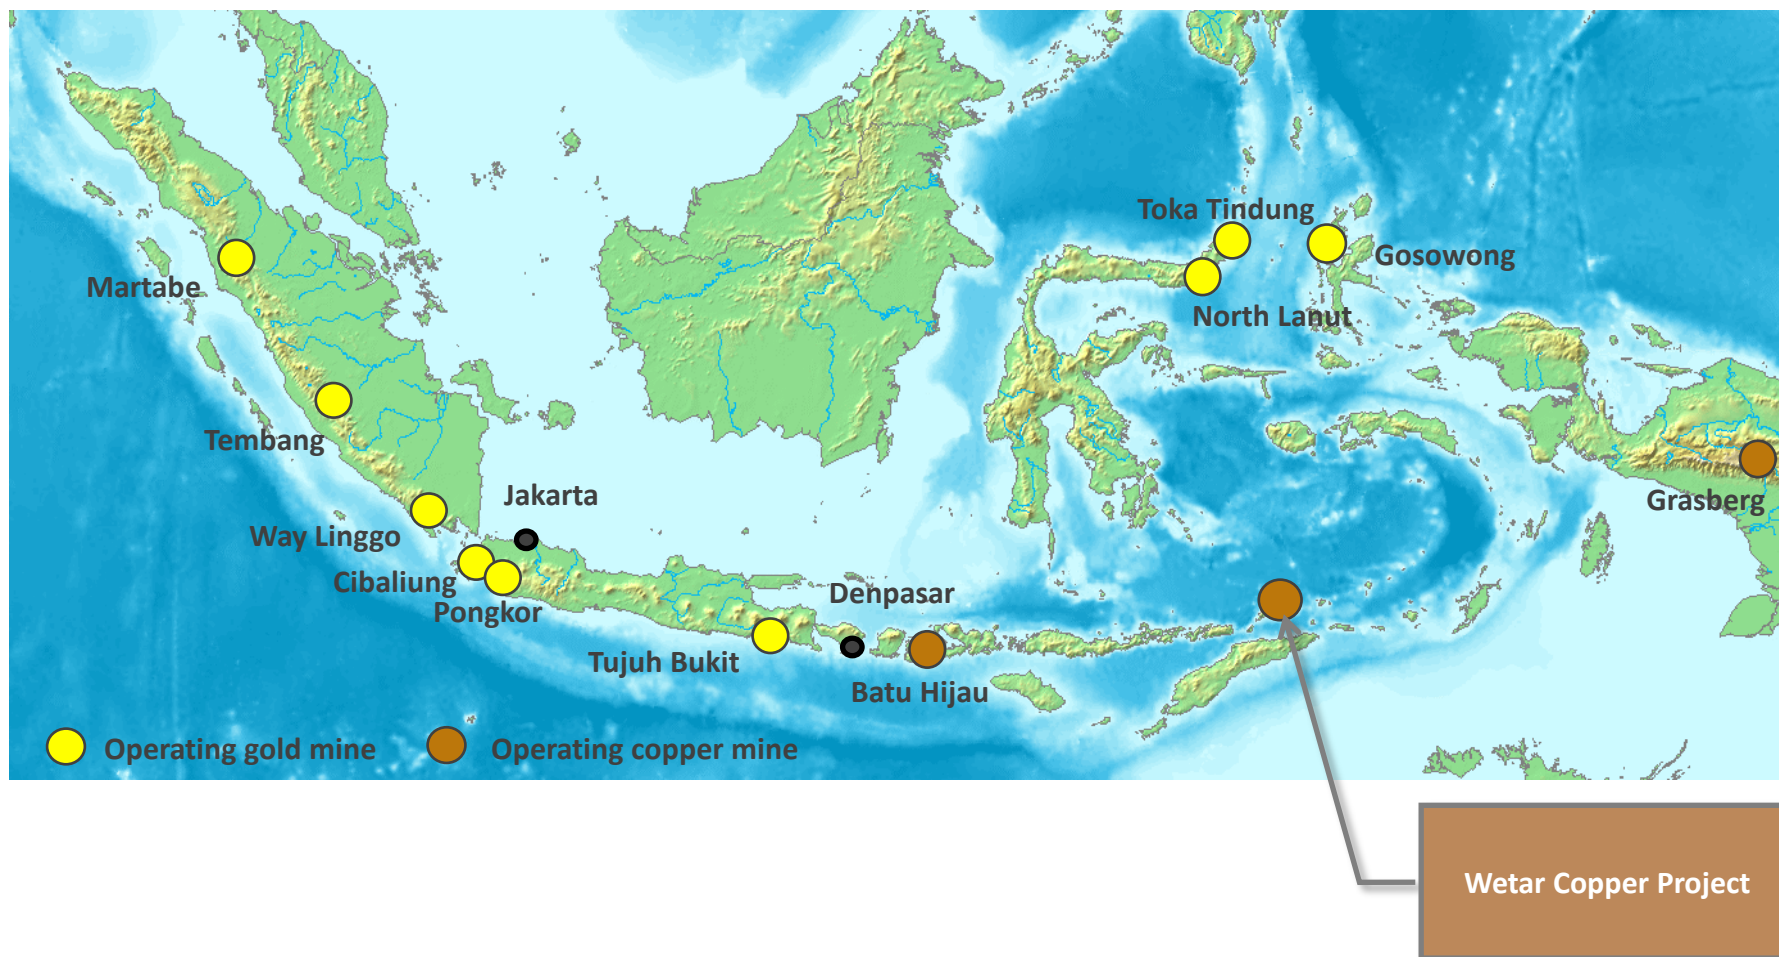 Toka Tindung
Gosowong
Martabe
North Lanut
Tembang
Jakarta
Grasberg
Way Linggo
Cibaliung
Denpasar
Pongkor
Tujuh Bukit
Batu Hijau
Operating gold mine
Operating copper mine
Wetar Copper Project